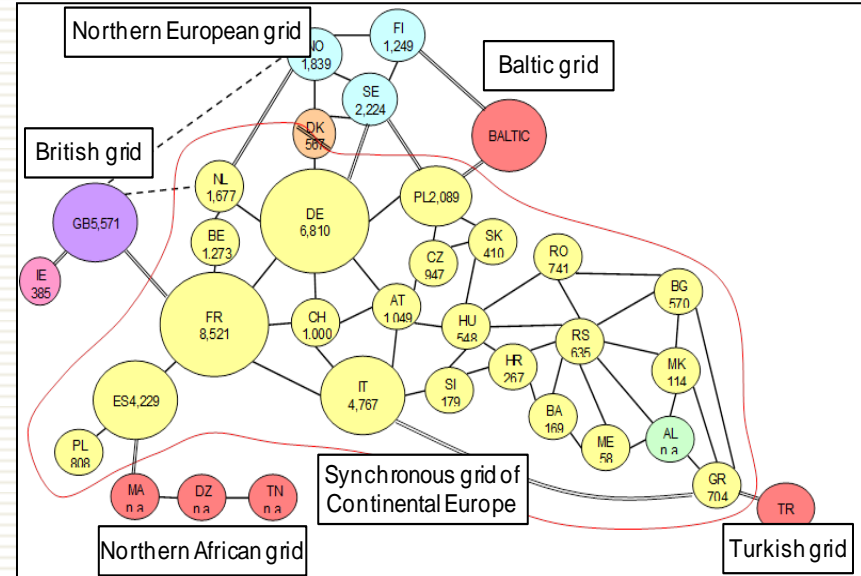 Northern European grid
NO
1,839
FI
1,249
SE
2,224
Baltic grid
BALTIC
DK
567
British grid
GB5,571
IE
385
NL
1,677
BE
1.273
DE
6,810
PL2,089
CZ
947
SK
410
RO
741
BG
570
FR
8,521
CH
1.000
AT
1 049
HU
548
RS
635
MK
114
HR
267
SI
179
IT
4,767
BA
169
ME
58
AL
n.a
ES4,229
PL
808
GR
704
MA
n.a
DZ
n.a
TN
n.a
TR
Synchronous grid of
Continental Europe
Northern African grid
Turkish grid